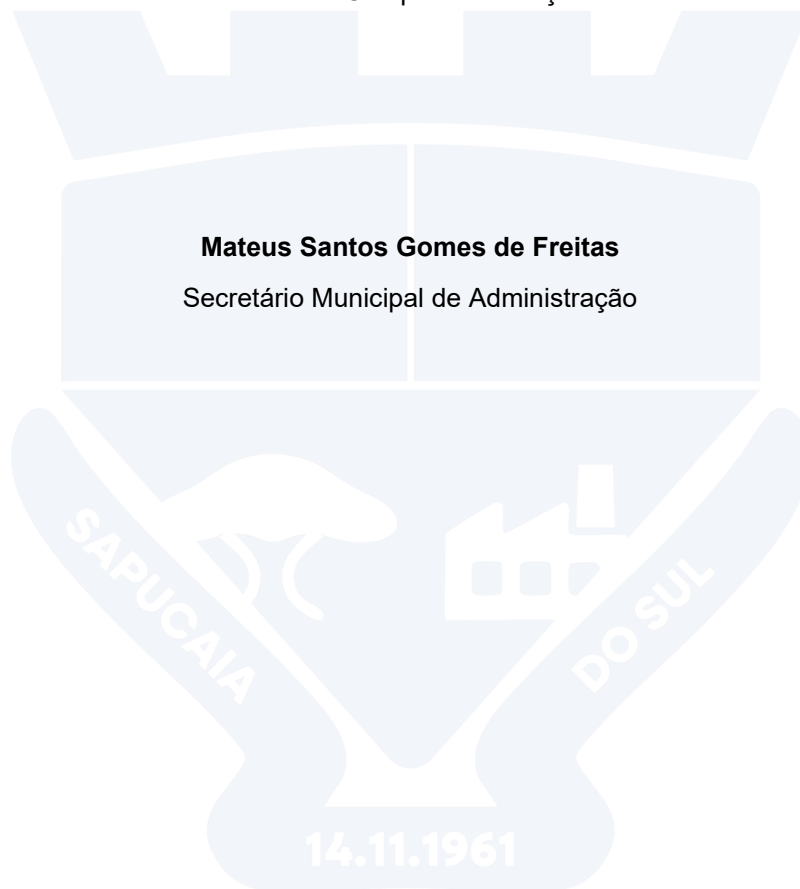 Mateus Santos Gomes de Freitas
Secretário Municipal de Administração
SAPUCAIA
DO SUL
14.11.1961